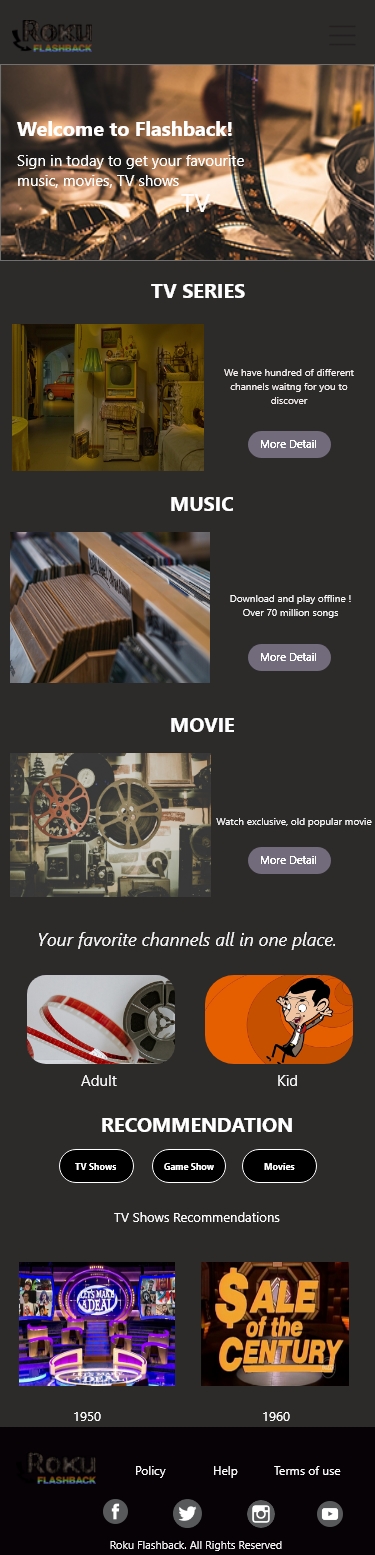 Roku
FLASHBACK
Welcome to Flashback!
Sign in today to get your favourite
music, movies, TV shows
TV
TV SERIES
We have hundred of different
channels waitng for you to
discover
More Detail
MUSIC
Download and play offline !
Over 70 million songs
More Detail
MOVIE
Watch exclusive, old popular movie
More Detail
Your favorite channels all in one place.
Adult
Kid
RECOMMENDATION
TV Shows
Game Show
Movies
TV Shows Recommendations
LET'S MAKE
A DEAL
$ALE
of the
CENTURY
1950
1960
Roku
FLASHBACK
Policy
Help
Terms of use
Roku Flashback. All Rights Reserved